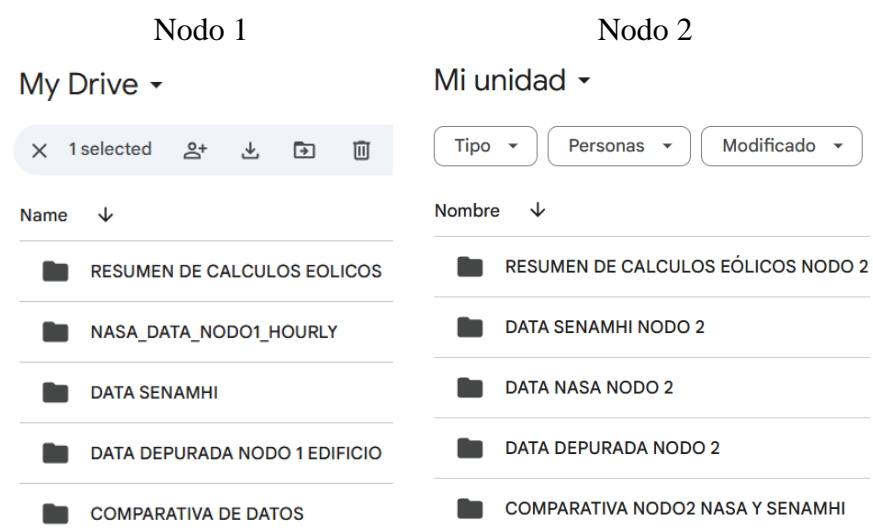 Nodo 1
My Drive
1 selected
Name
RESUMEN DE CALCULOS EOLICOS
NASA_DATA_NODO1_HOURLY
DATA SENAMHI
DATA DEPURADA NODO 1 EDIFICIO
COMPARATIVA DE DATOS
Nodo 2
Mi unidad
Tipo
Personas
Modificado
Nombre
RESUMEN DE CALCULOS EÓLICOS NODO 2
DATA SENAMHI NODO 2
DATA NASA NODO 2
DATA DEPURADA NODO 2
COMPARATIVA NODO2 NASA Y SENAMHI